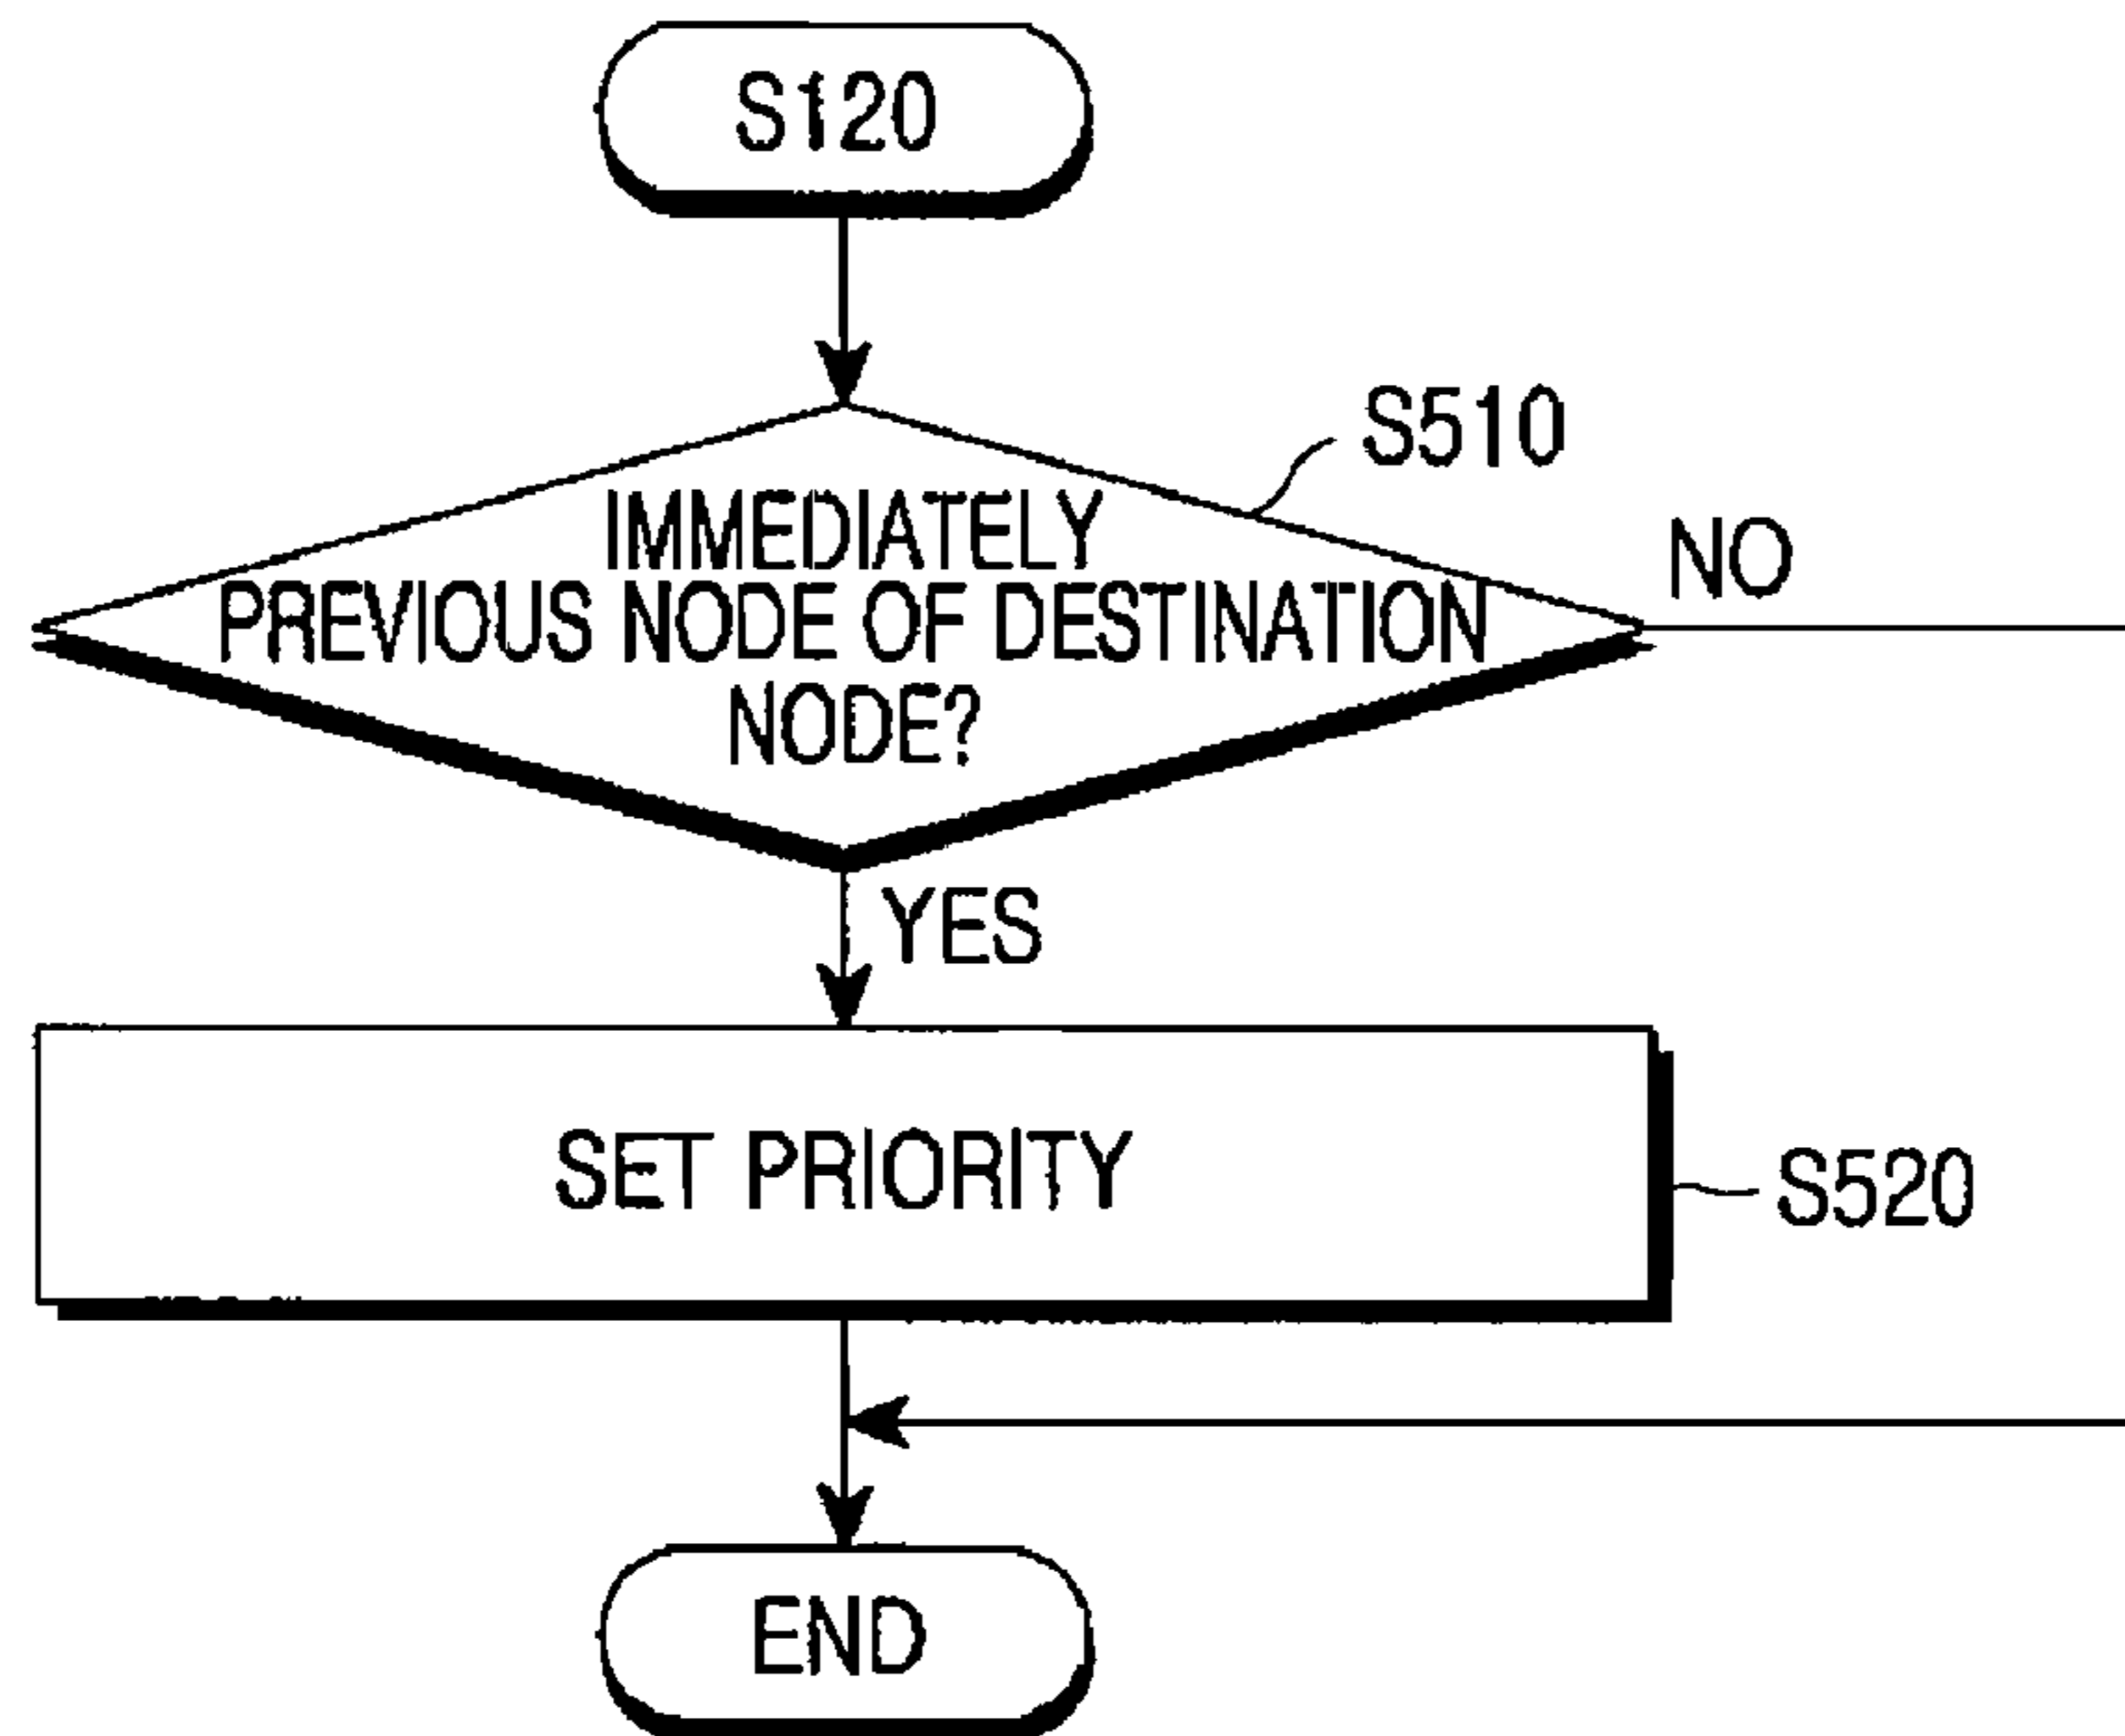 S120
S510
IMMEDIATELY
PREVIOUS NODE OF DESTINATION
NODE?
NO
YES
SET PRIORITY
S520
END